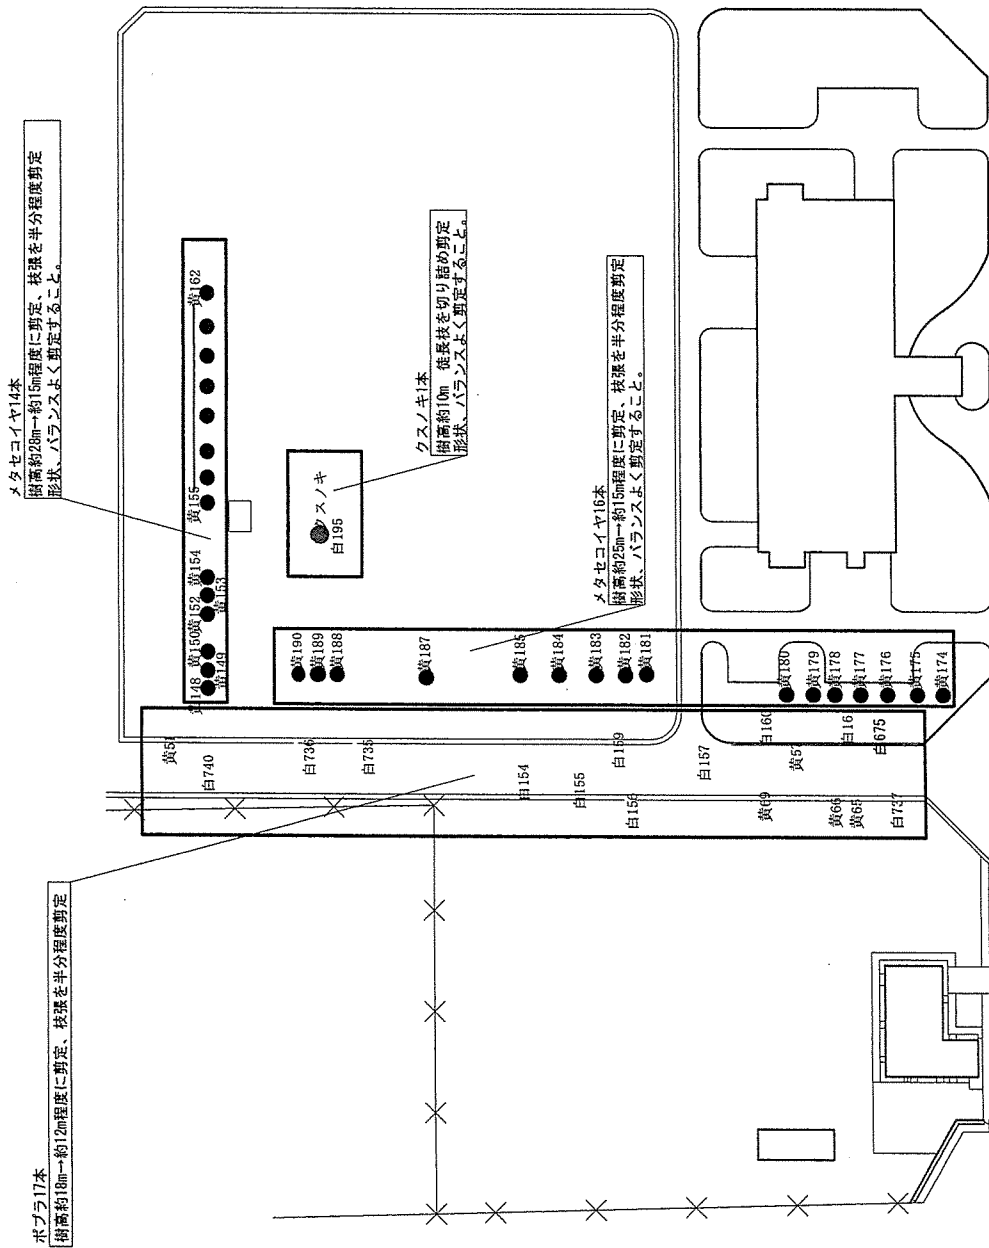 メタセコイヤ14本
樹高約28m→約15m程度に剪定、枝張を半分程度剪定
形状、バランスよく剪定すること。
クスノキ1本
樹高約10m 徒長枝を切り詰め剪定
形状、バランスよく剪定すること。
メタセコイヤ16本
樹高約25m→約15m程度に剪定、枝張を半分程度剪定
形状、バランスよく剪定すること。
ポプラ17本
樹高約18m→約12m程度に剪定、枝張を半分程度剪定
黄148
黄149
黄150
黄152
黄153
黄154
黄155
黄162
クスノキ
白195
黄190
黄189
黄188
黄187
黄185
黄184
黄183
黄182
黄181
黄180
黄179
黄178
黄177
黄176
黄175
黄174
白740
白736
白735
白154
白155
白156
白159
白157
白160
白675
黄69
黄66
黄65
白737